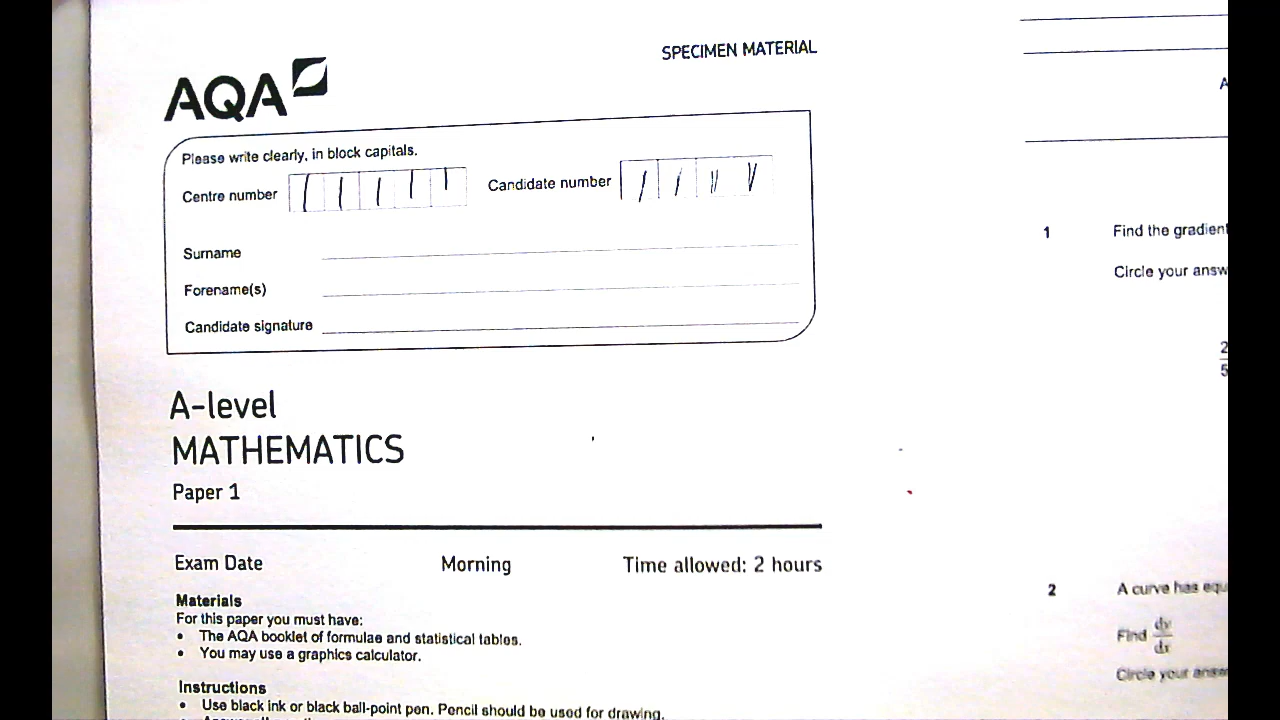 SPECIMEN MATERIAL
AQA
Please write clearly, in block capitals.
Centre number
Candidate number
Surname
Forename(s)
Candidate signature
A-level
MATHEMATICS
Paper 1
Exam Date Morning Time allowed: 2 hours
Materials
For this paper you must have:
• The AQA booklet of formulae and statistical tables.
• You may use a graphics calculator.
Instructions
• Use black ink or black ball-point pen. Pencil should be used for drawing.
1 Find the gradient
Circle your answ
2
5
2 A curve has equ
Find dy/dx
Circle your answ